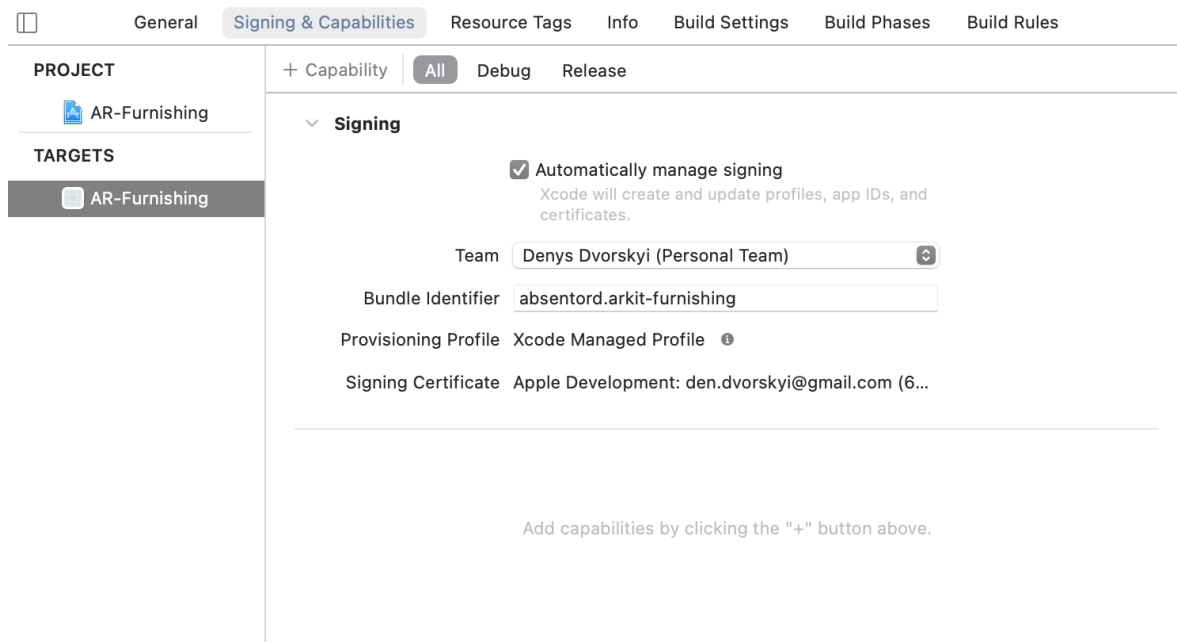 General Signing & Capabilities Resource Tags Info Build Settings Build Phases Build Rules
PROJECT
AR-Furnishing
TARGETS
AR-Furnishing
+ Capability All Debug Release
Signing
Automatically manage signing
Xcode will create and update profiles, app IDs, and
certificates.
Team Denys Dvorskyi (Personal Team)
Bundle Identifier absentord.arkit-furnishing
Provisioning Profile Xcode Managed Profile
Signing Certificate Apple Development: den.dvorskyi@gmail.com (6...
Add capabilities by clicking the "+" button above.